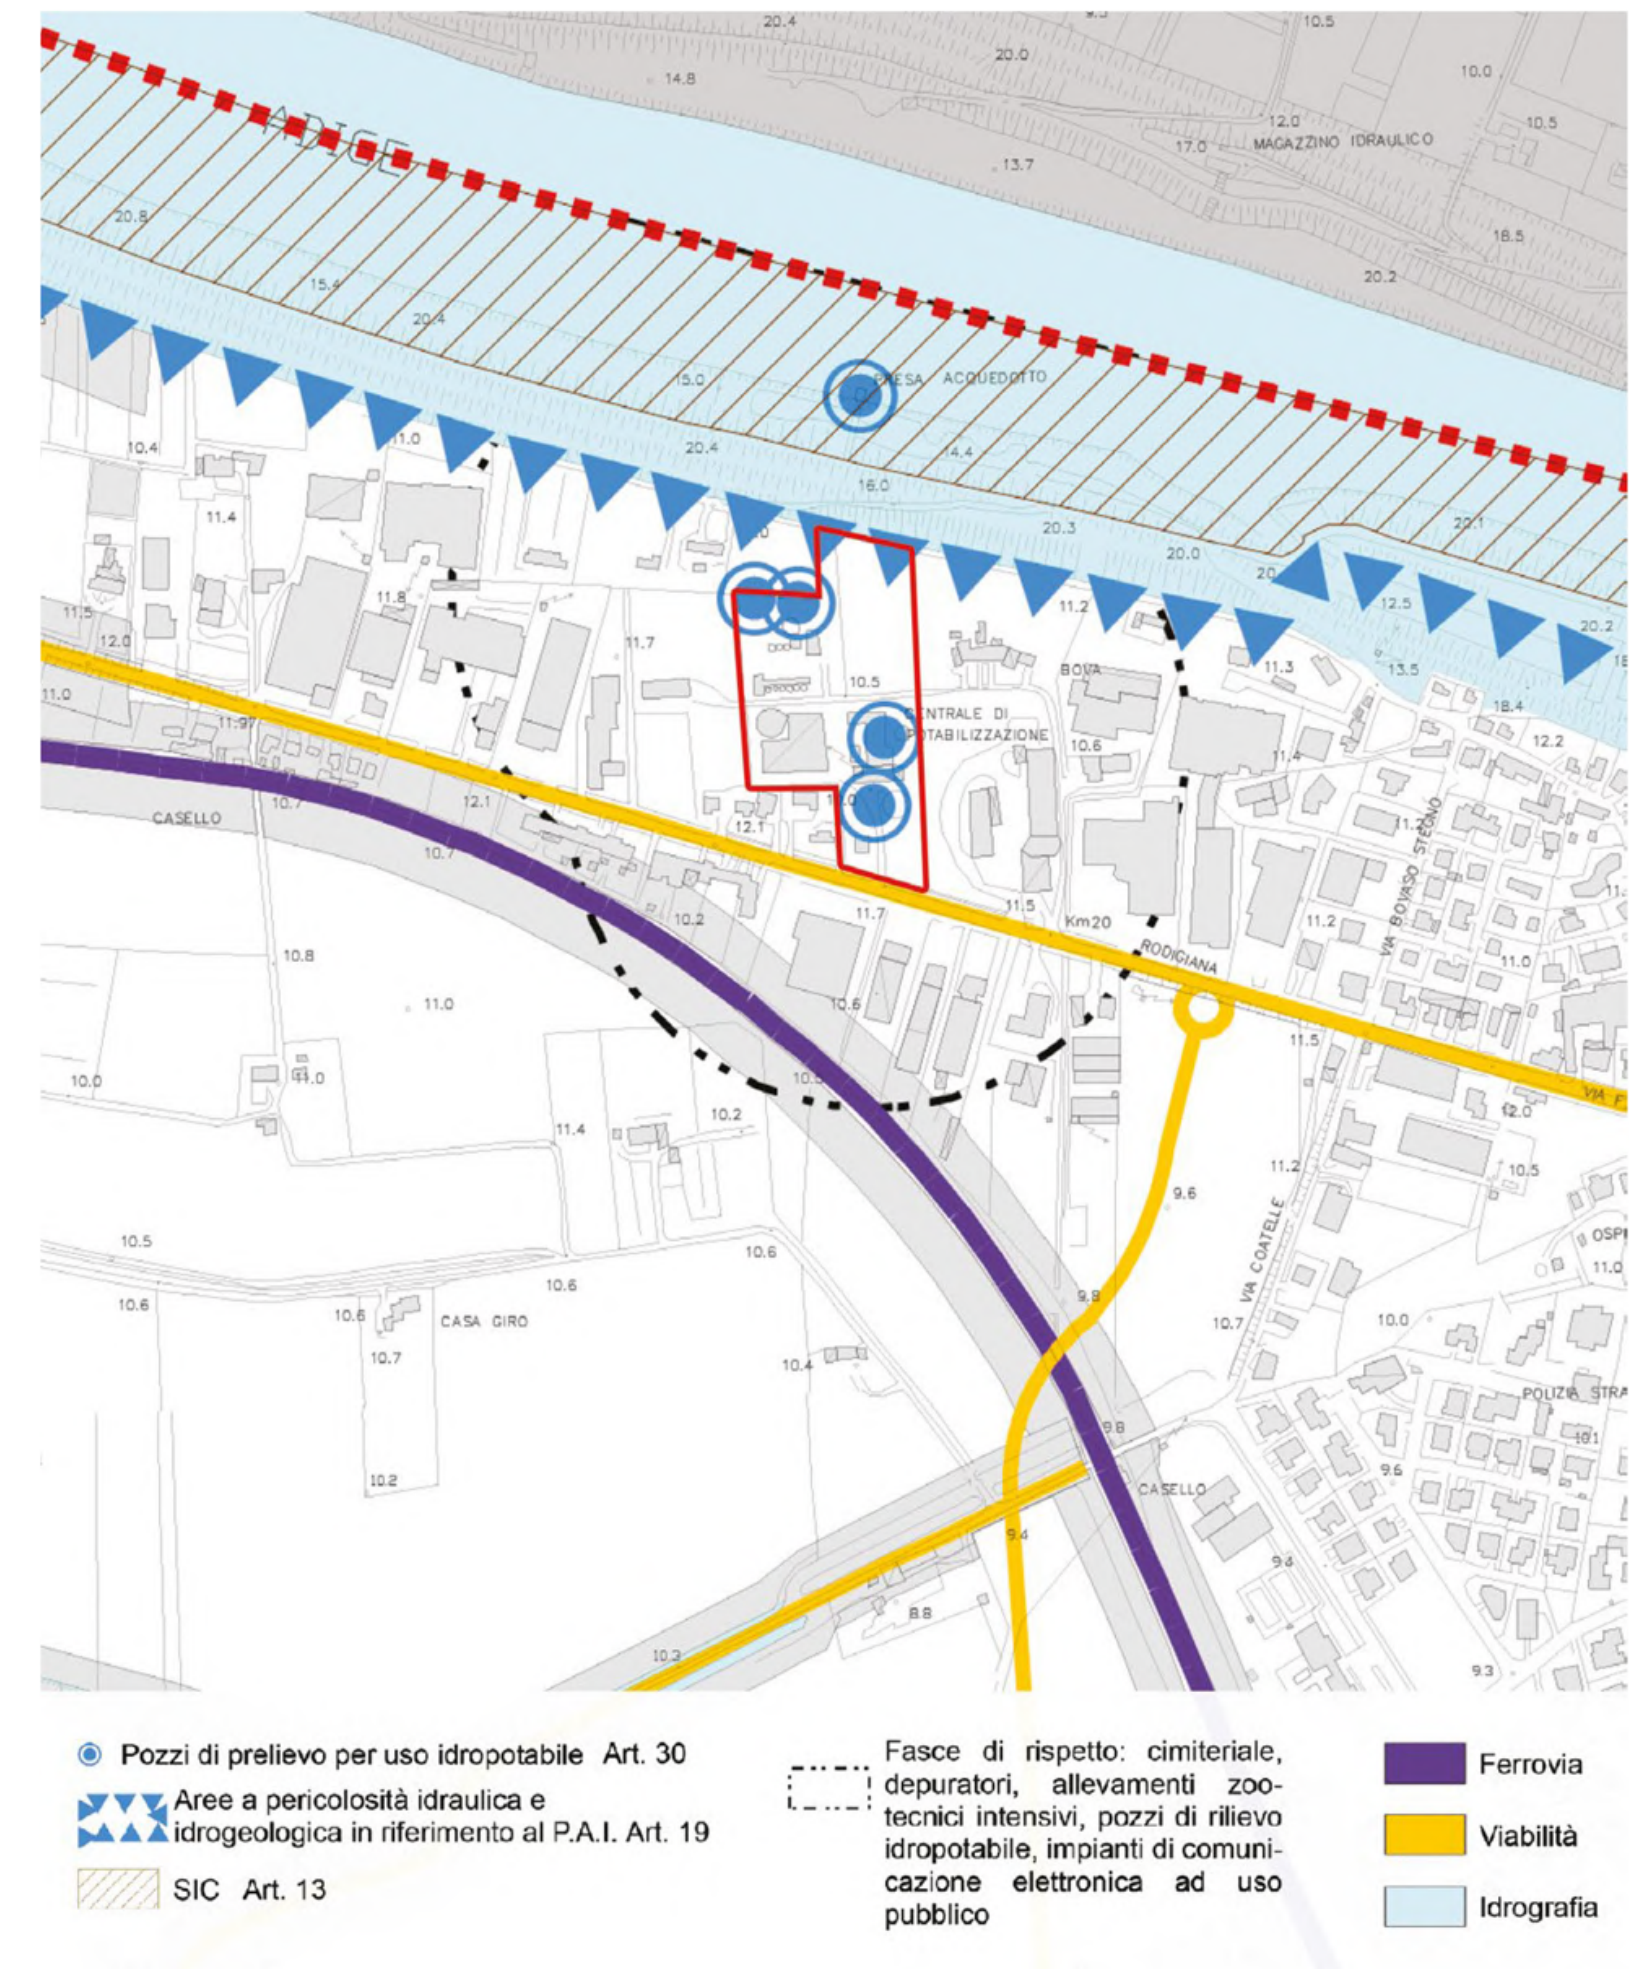 20.4
10.5
20.0
10.0
14.8
12.0
10.5
ADIGE
17.0
MAGAZZINO IDRAULICO
13.7
20.8
18.5
15.4
20.2
20.4
15.0
PRESA ACQUEDOTTO
11.0
10.4
20.4
14.4
16.0
11.4
20.3
20.1
20.0
11.8
11.2
12.5
11.5
20.2
12.0
11.7
BOVA
11.3
13.5
11.0
10.5
18.4
11.97
CENTRALE DI
POTABILIZZAZIONE
10.6
12.2
11.4
10.7
12.1
CASELLO
12.1
11.2
VIA BOVASO STEGNO
10.7
10.2
11.7
11.5
Km20
11.2
RODIGIANA
11.0
10.8
11.0
10.6
11.5
10.0
11.0
VIA F
10.2
12.0
11.4
11.2
10.5
9.6
VIA COATELLE
10.5
10.6
OSPI
11.0
10.6
10.6
10.6
CASA GIRO
9.8
10.7
10.0
10.7
10.4
POLIZIA STRA
9.8
10.1
10.2
9.6
CASELLO
9.4
9.4
8.8
10.3
9.3
Pozzi di prelievo per uso idropotabile Art. 30
Aree a pericolosità idraulica e
idrogeologica in riferimento al P.A.I. Art. 19
SIC Art. 13
Fasce di rispetto: cimiteriale,
depuratori, allevamenti zoo-
tecnici intensivi, pozzi di rilievo
idropotabile, impianti di comuni-
cazione elettronica ad uso
pubblico
Ferrovia
Viabilità
Idrografia